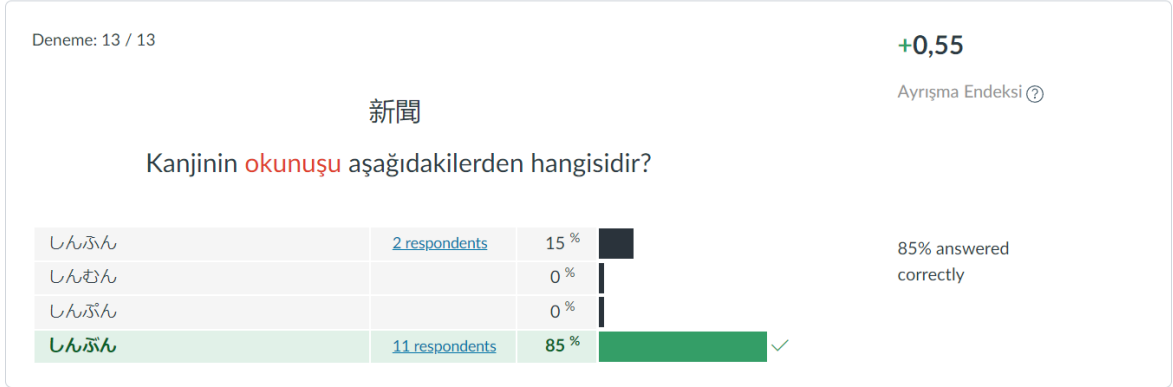 Deneme: 13 / 13
+0,55
Ayrışma Endeksi ?
新聞
Kanjinin okunuşu aşağıdakilerden hangisidir?
しんふん 2 respondents 15 %
しんむん 0 %
しんぷん 0 %
しんぶん 11 respondents 85 %
85% answered
correctly